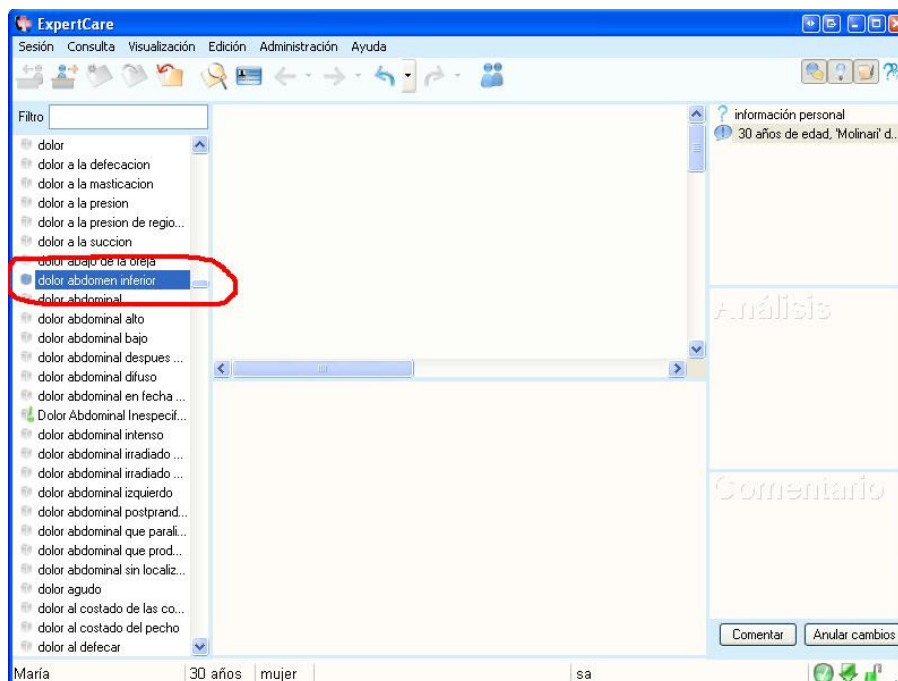 ExpertCare
Sesión Consulta Visualización Edición Administración Ayuda
Filtro
dolor
dolor a la defecacion
dolor a la masticacion
dolor a la presion
dolor a la presion de regio...
dolor a la succion
dolor abajo de la oreja
dolor abdomen inferior
dolor abdominal
dolor abdominal alto
dolor abdominal bajo
dolor abdominal despues ...
dolor abdominal difuso
dolor abdominal en fecha ...
Dolor Abdominal Inespecif...
dolor abdominal intenso
dolor abdominal irradiado ...
dolor abdominal irradiado ...
dolor abdominal izquierdo
dolor abdominal postprand...
dolor abdominal que parali...
dolor abdominal que prod...
dolor abdominal sin localiz...
dolor agudo
dolor al costado de las co...
dolor al costado del pecho
dolor al defecar
información personal
30 años de edad, 'Molinari' d...
Análisis
Comentario
Comentar Anular cambios
María 30 años mujer sa